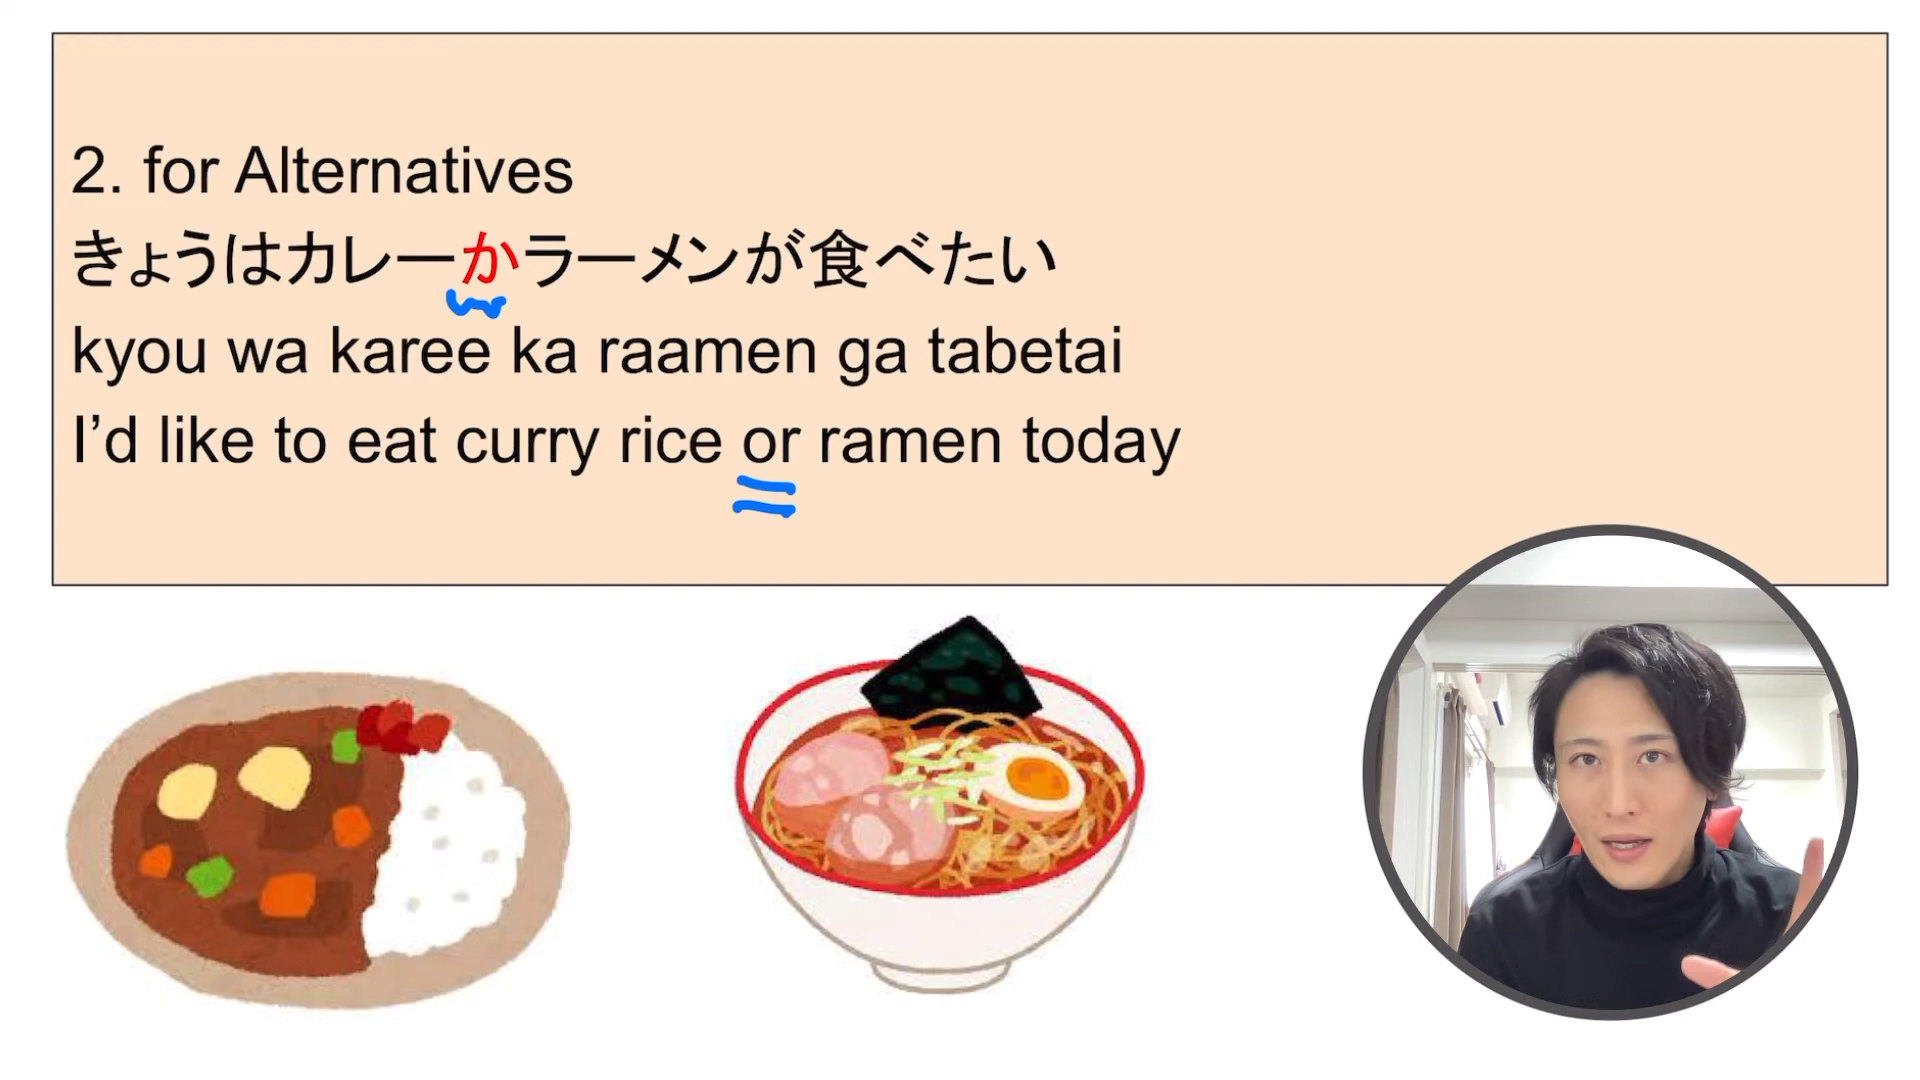 2. for Alternatives
きょうはカレーかラーメンが食べたい
kyou wa karee ka raamen ga tabetai
I’d like to eat curry rice or ramen today